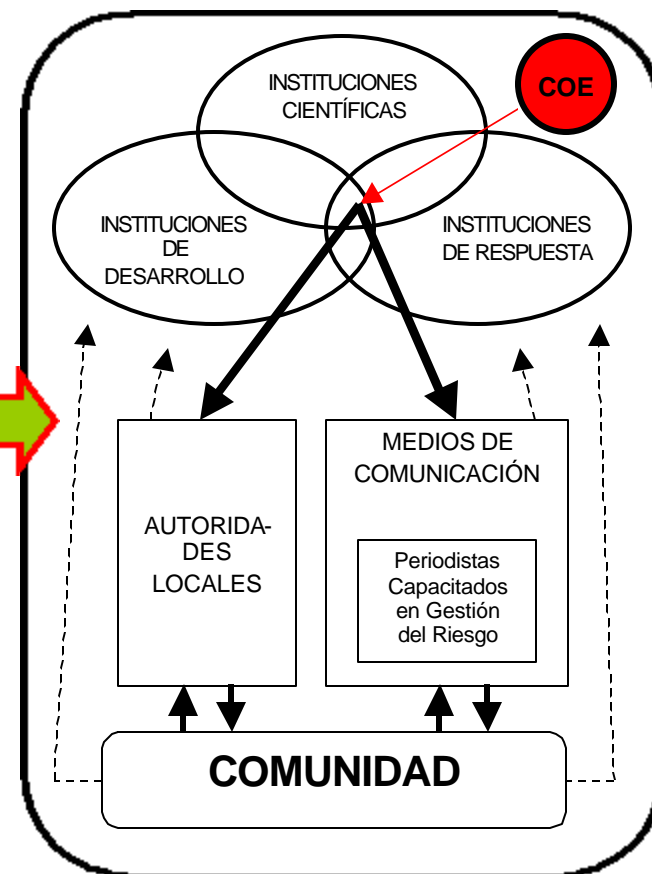 INSTITUCIONES
CIENTÍFICAS
COE
INSTITUCIONES
DE
DESARROLLO
INSTITUCIONES
DE RESPUESTA
MEDIOS DE
COMUNICACIÓN
AUTORIDA-
DES
LOCALES
Periodistas
Capacitados
en Gestión
del Riesgo
COMUNIDAD